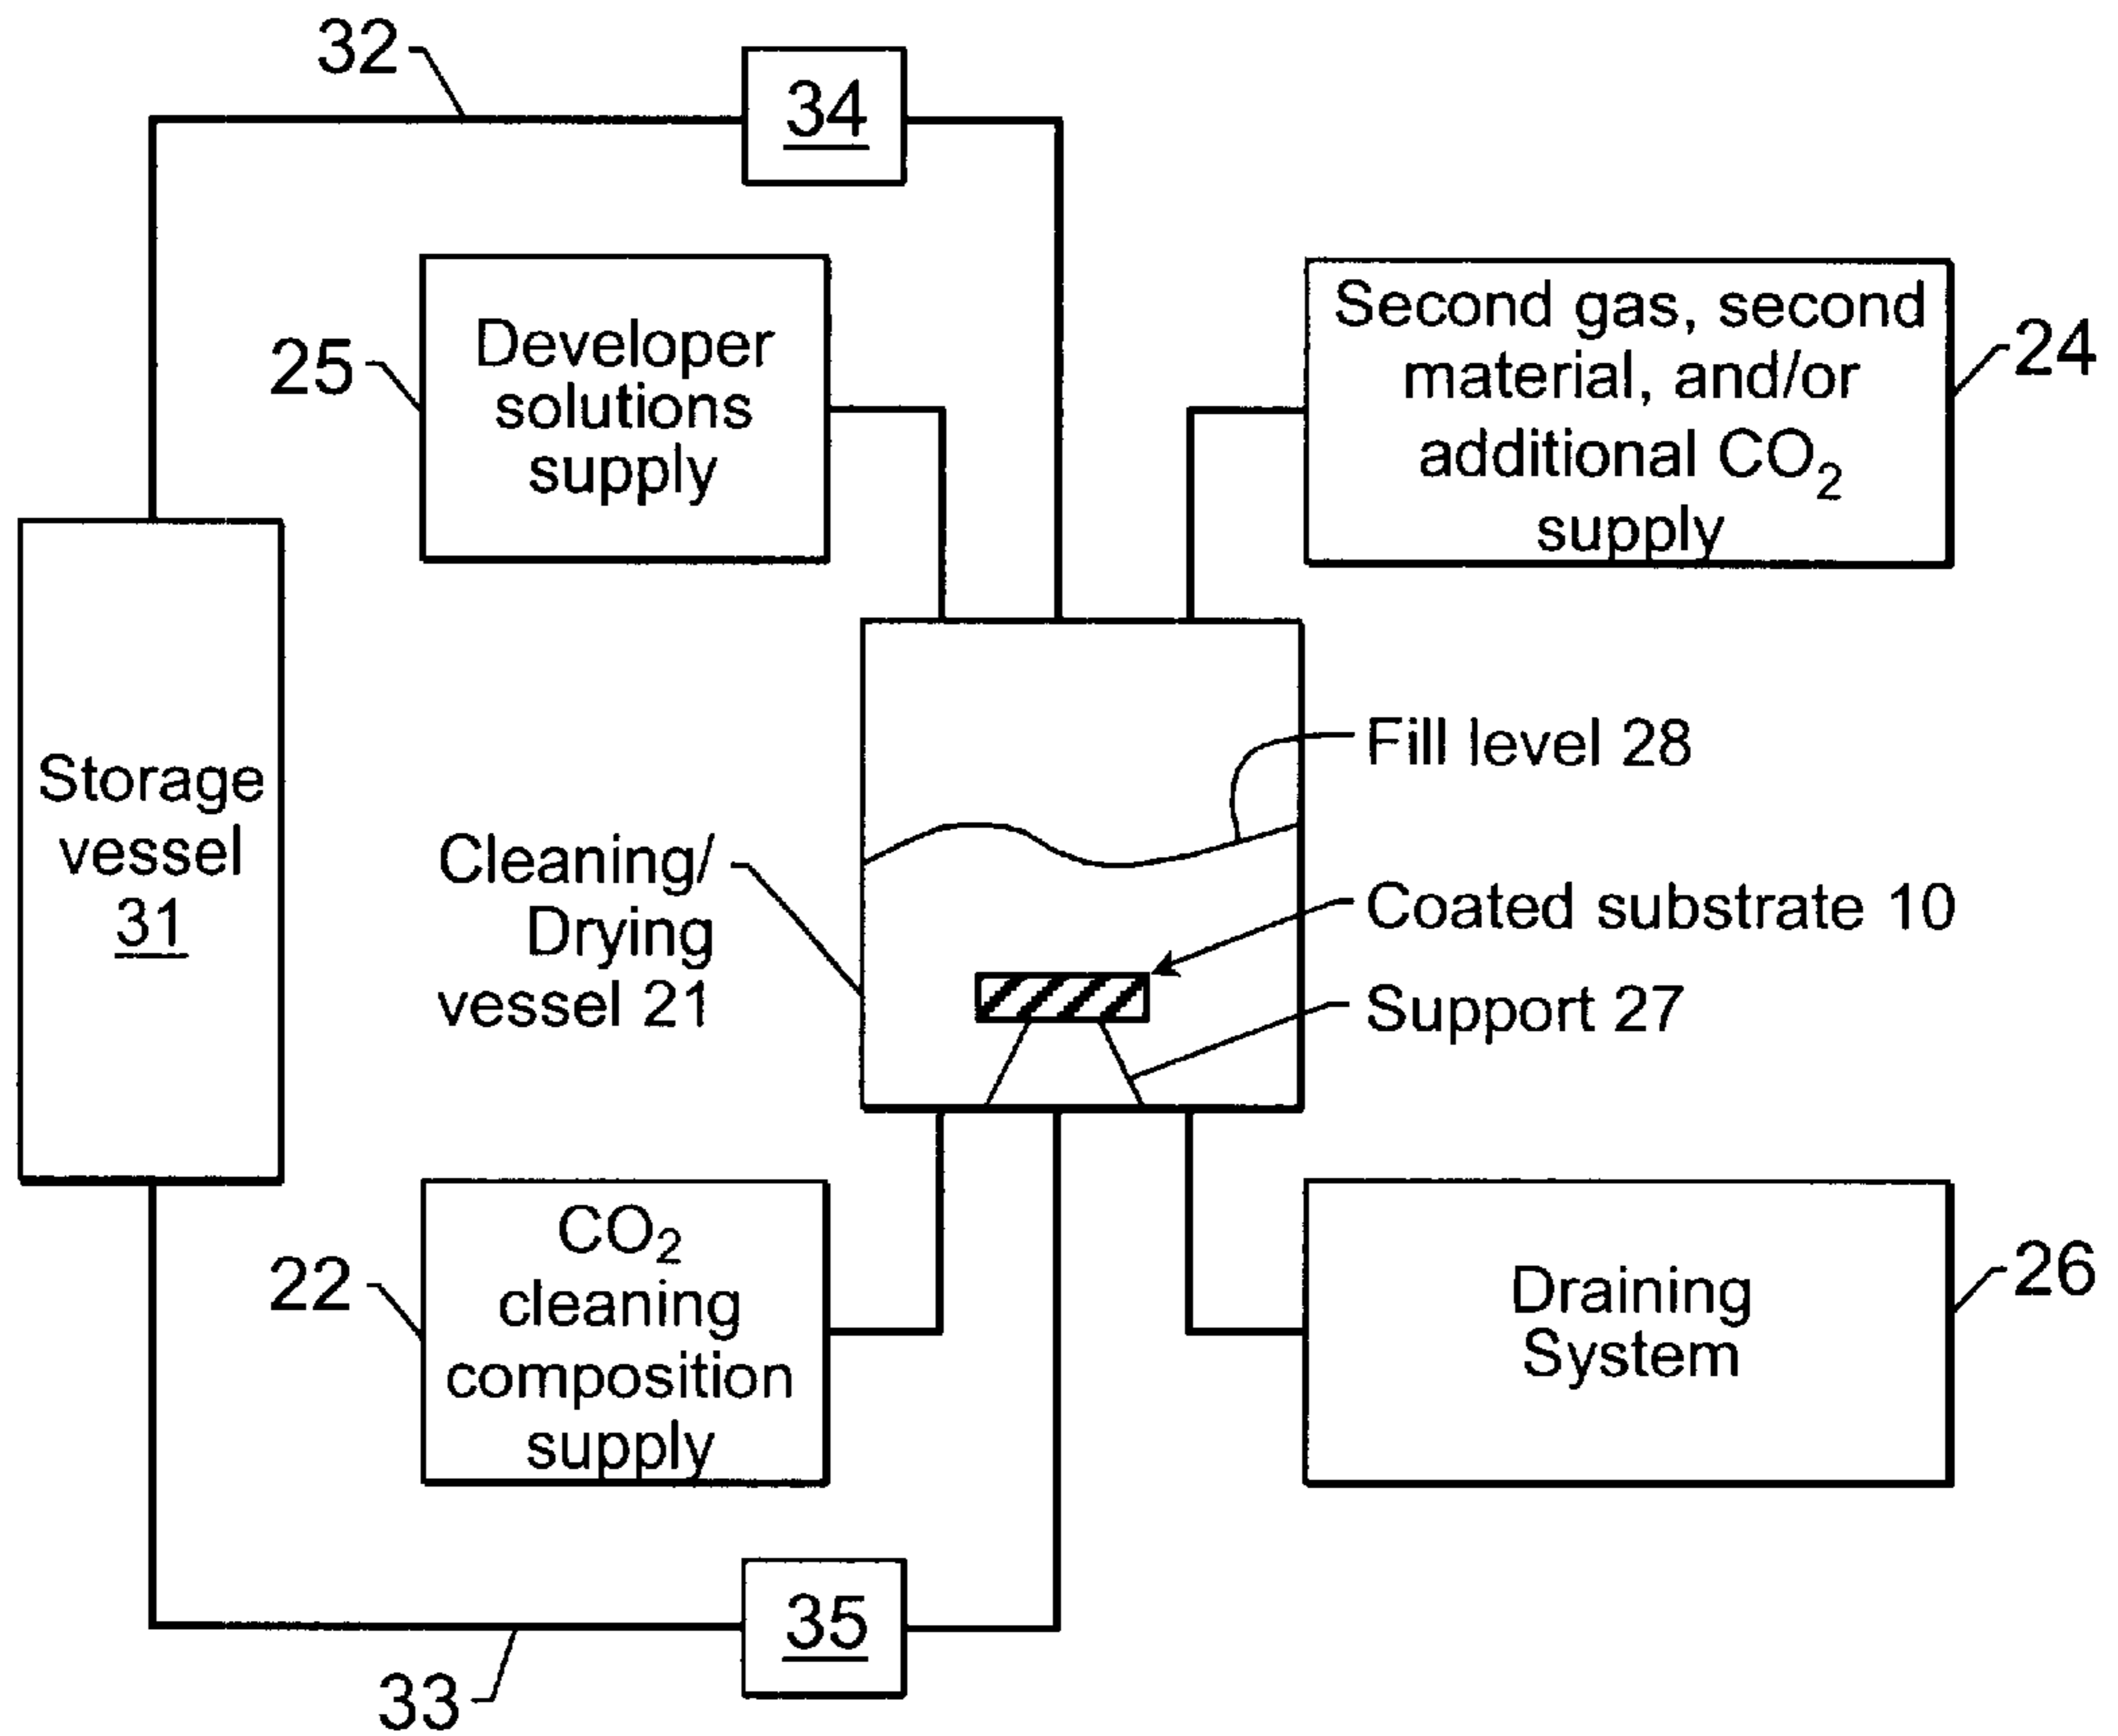 32
34
25
Developer
solutions
supply
Second gas, second
material, and/or
additional CO₂
supply
24
Storage
vessel
31
Fill level 28
Cleaning/
Drying
vessel 21
Coated substrate 10
Support 27
22
CO₂
cleaning
composition
supply
Draining
System
26
35
33